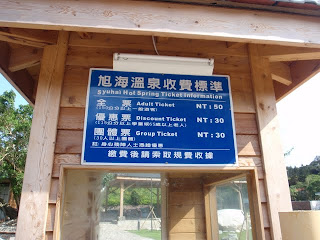 旭海溫泉收費標準
Syuhai Hot Spring Ticket Information
全 票 Adult Ticket NT:50
優惠票 Discount Ticket NT:30
團體票 Group Ticket NT:30
繳費後請索取規費收據